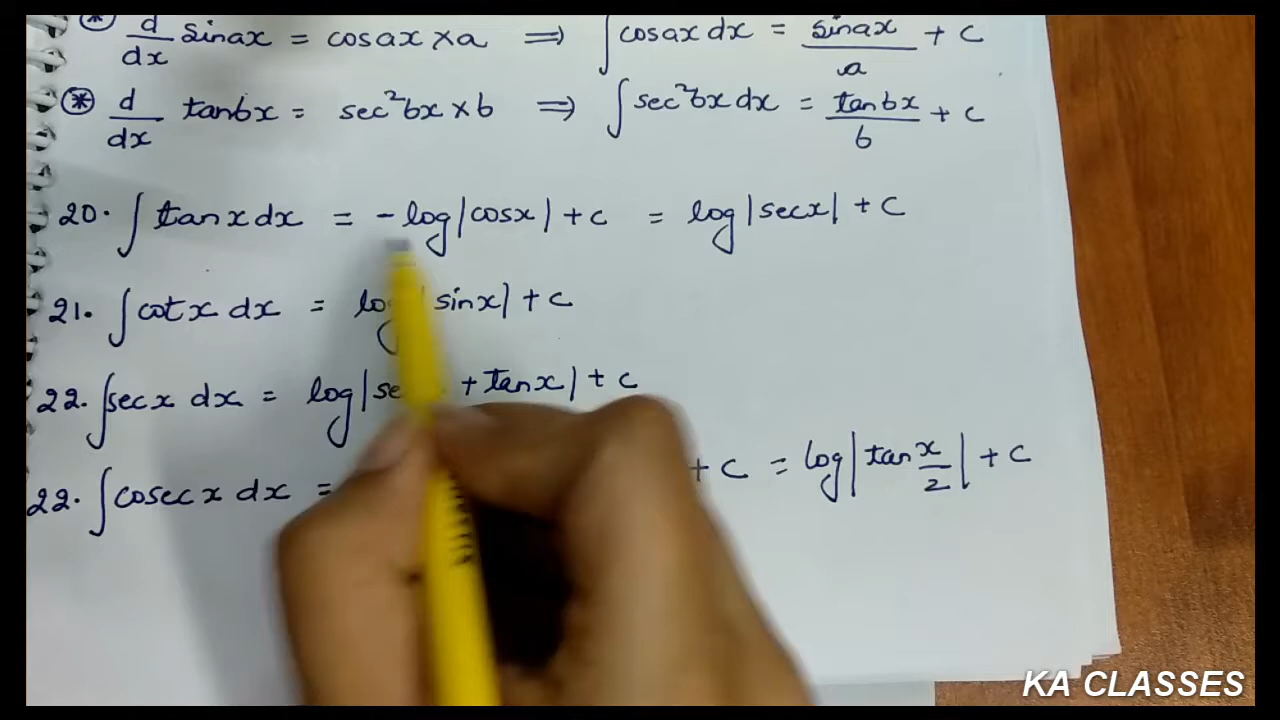 * d/dx sinax = cosax × a ⇒ ∫cosax dx = sinax/a + c
* d/dx tanbx = sec²bx × b ⇒ ∫sec²bx dx = tanbx/b + c
20. ∫tanx dx = -log|cosx| + c = log|secx| + c
21. ∫cotx dx = log|sinx| + c
22. ∫secx dx = log|se + tanx| + c
22. ∫cosecx dx = + c = log|tan x/2| + c
KA CLASSES